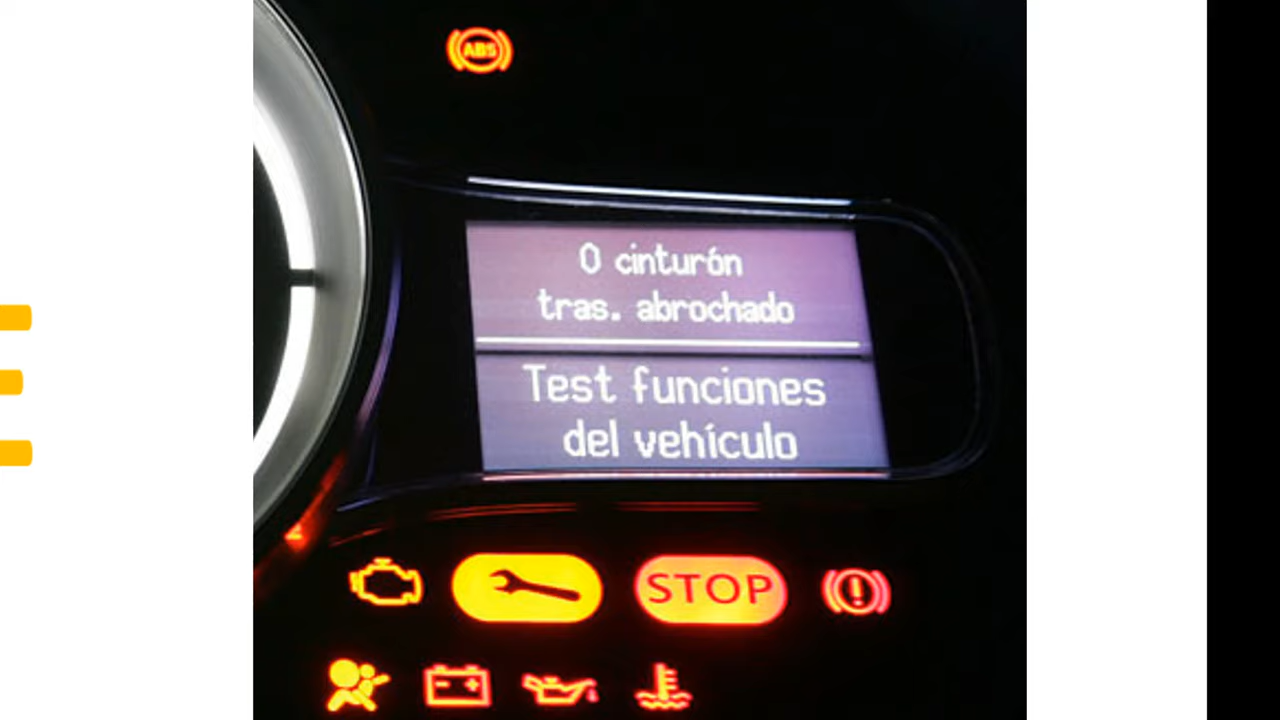 ABS
0 cinturón
tras. abrochado
Test funciones
del vehículo
STOP